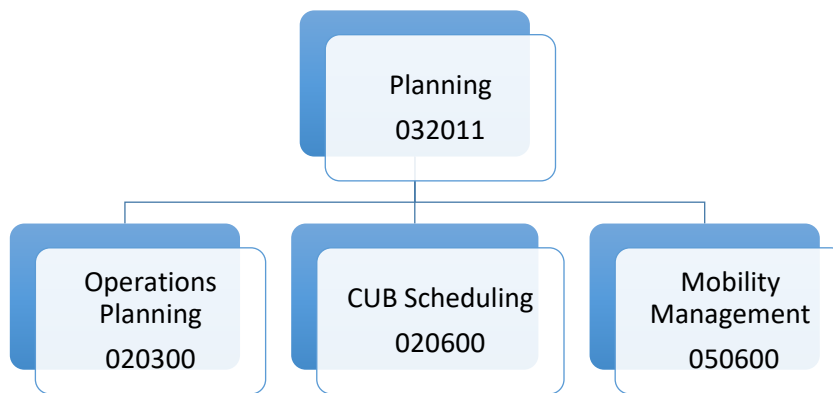 Planning
032011
Operations
Planning
020300
CUB Scheduling
020600
Mobility
Management
050600